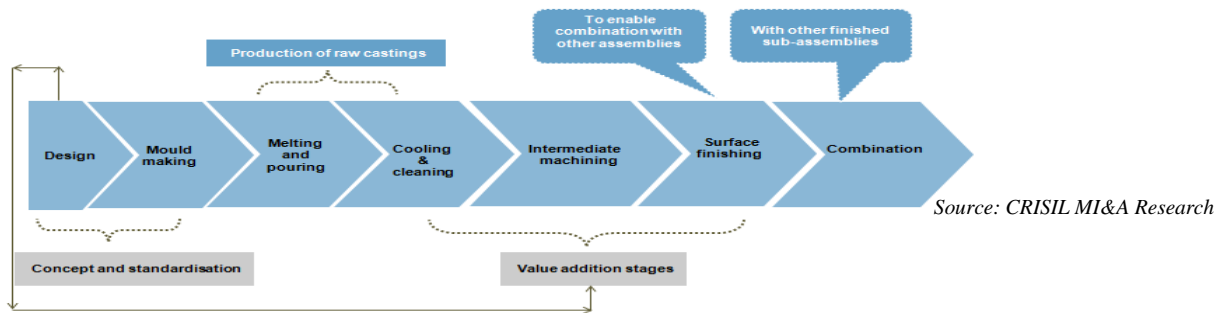 To enable
combination with
other assemblies
With other finished
sub-assemblies
Production of raw castings
Design
Mould
making
Melting
and
pouring
Cooling
&
cleaning
Intermediate
machining
Surface
finishing
Combination
Source: CRISIL MI&A Research
Concept and standardisation
Value addition stages